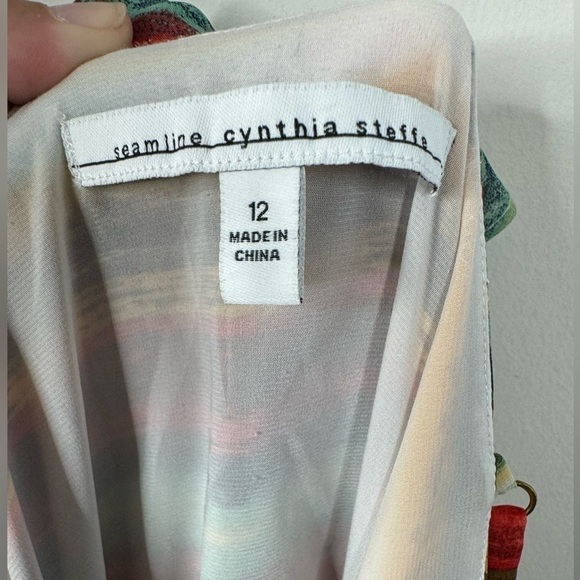 seamline cynthia steffe
12
MADE IN
CHINA